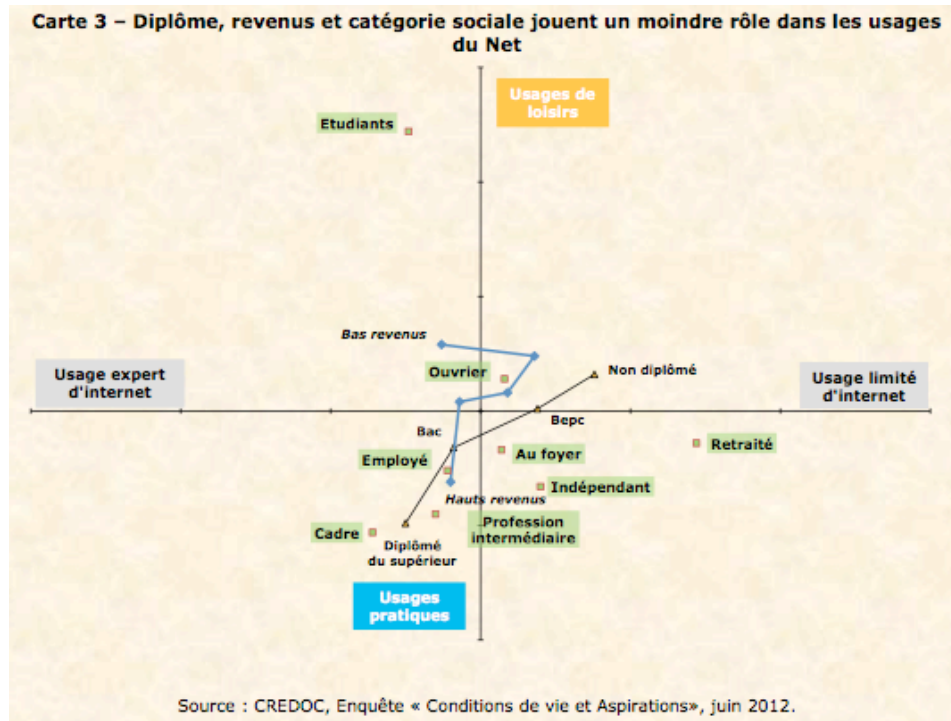 Carte 3 – Diplôme, revenus et catégorie sociale jouent un moindre rôle dans les usages
du Net
Usages de
loisirs
Etudiants
Bas revenus
Ouvrier
Non diplômé
Usage expert
d'internet
Usage limité
d'internet
Bepc
Bac
Retraité
Au foyer
Employé
Indépendant
Hauts revenus
Profession
intermédiaire
Cadre
Diplômé
du supérieur
Usages
pratiques
Source : CREDOC, Enquête « Conditions de vie et Aspirations», juin 2012.